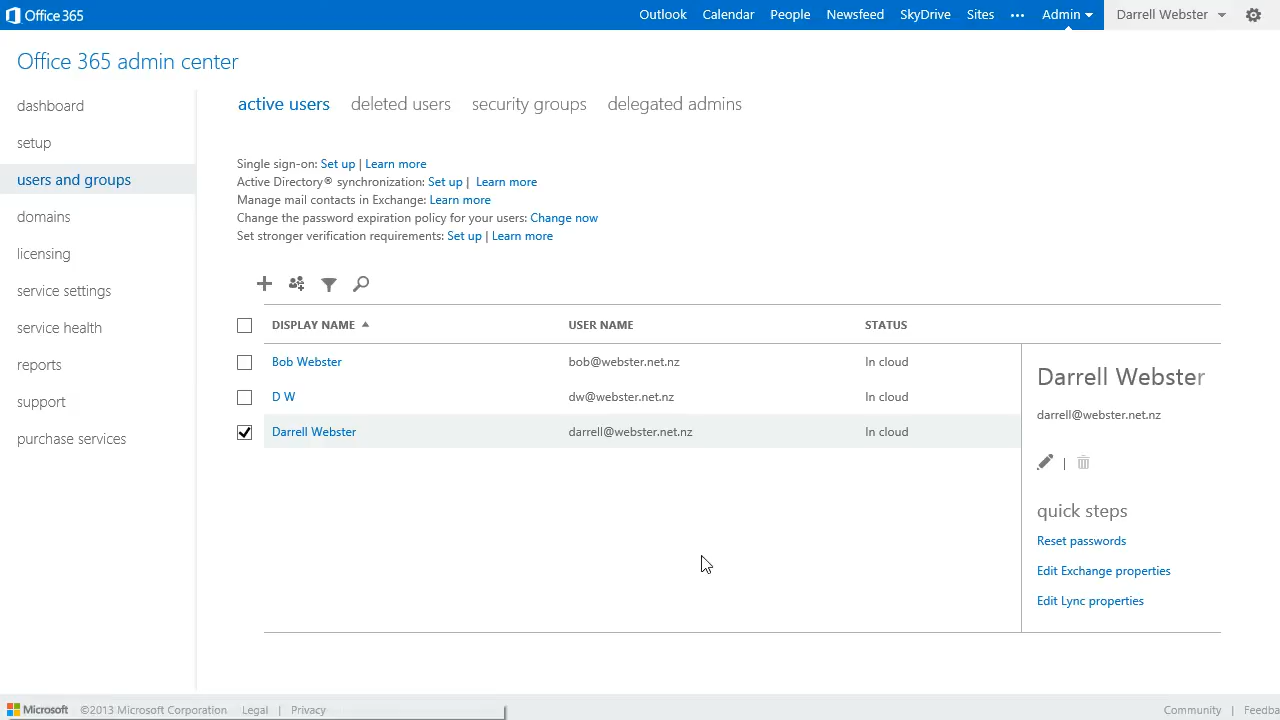 Office 365
Outlook Calendar People Newsfeed SkyDrive Sites ••• Admin Darrell Webster
Office 365 admin center
dashboard
setup
users and groups
domains
licensing
service settings
service health
reports
support
purchase services
active users deleted users security groups delegated admins
Single sign-on: Set up | Learn more
Active Directory® synchronization: Set up | Learn more
Manage mail contacts in Exchange: Learn more
Change the password expiration policy for your users: Change now
Set stronger verification requirements: Set up | Learn more
DISPLAY NAME USER NAME STATUS
Bob Webster bob@webster.net.nz In cloud
D W dw@webster.net.nz In cloud
Darrell Webster darrell@webster.net.nz In cloud
Darrell Webster
darrell@webster.net.nz
|
quick steps
Reset passwords
Edit Exchange properties
Edit Lync properties
Microsoft ©2013 Microsoft Corporation Legal | Privacy Community | Feedba